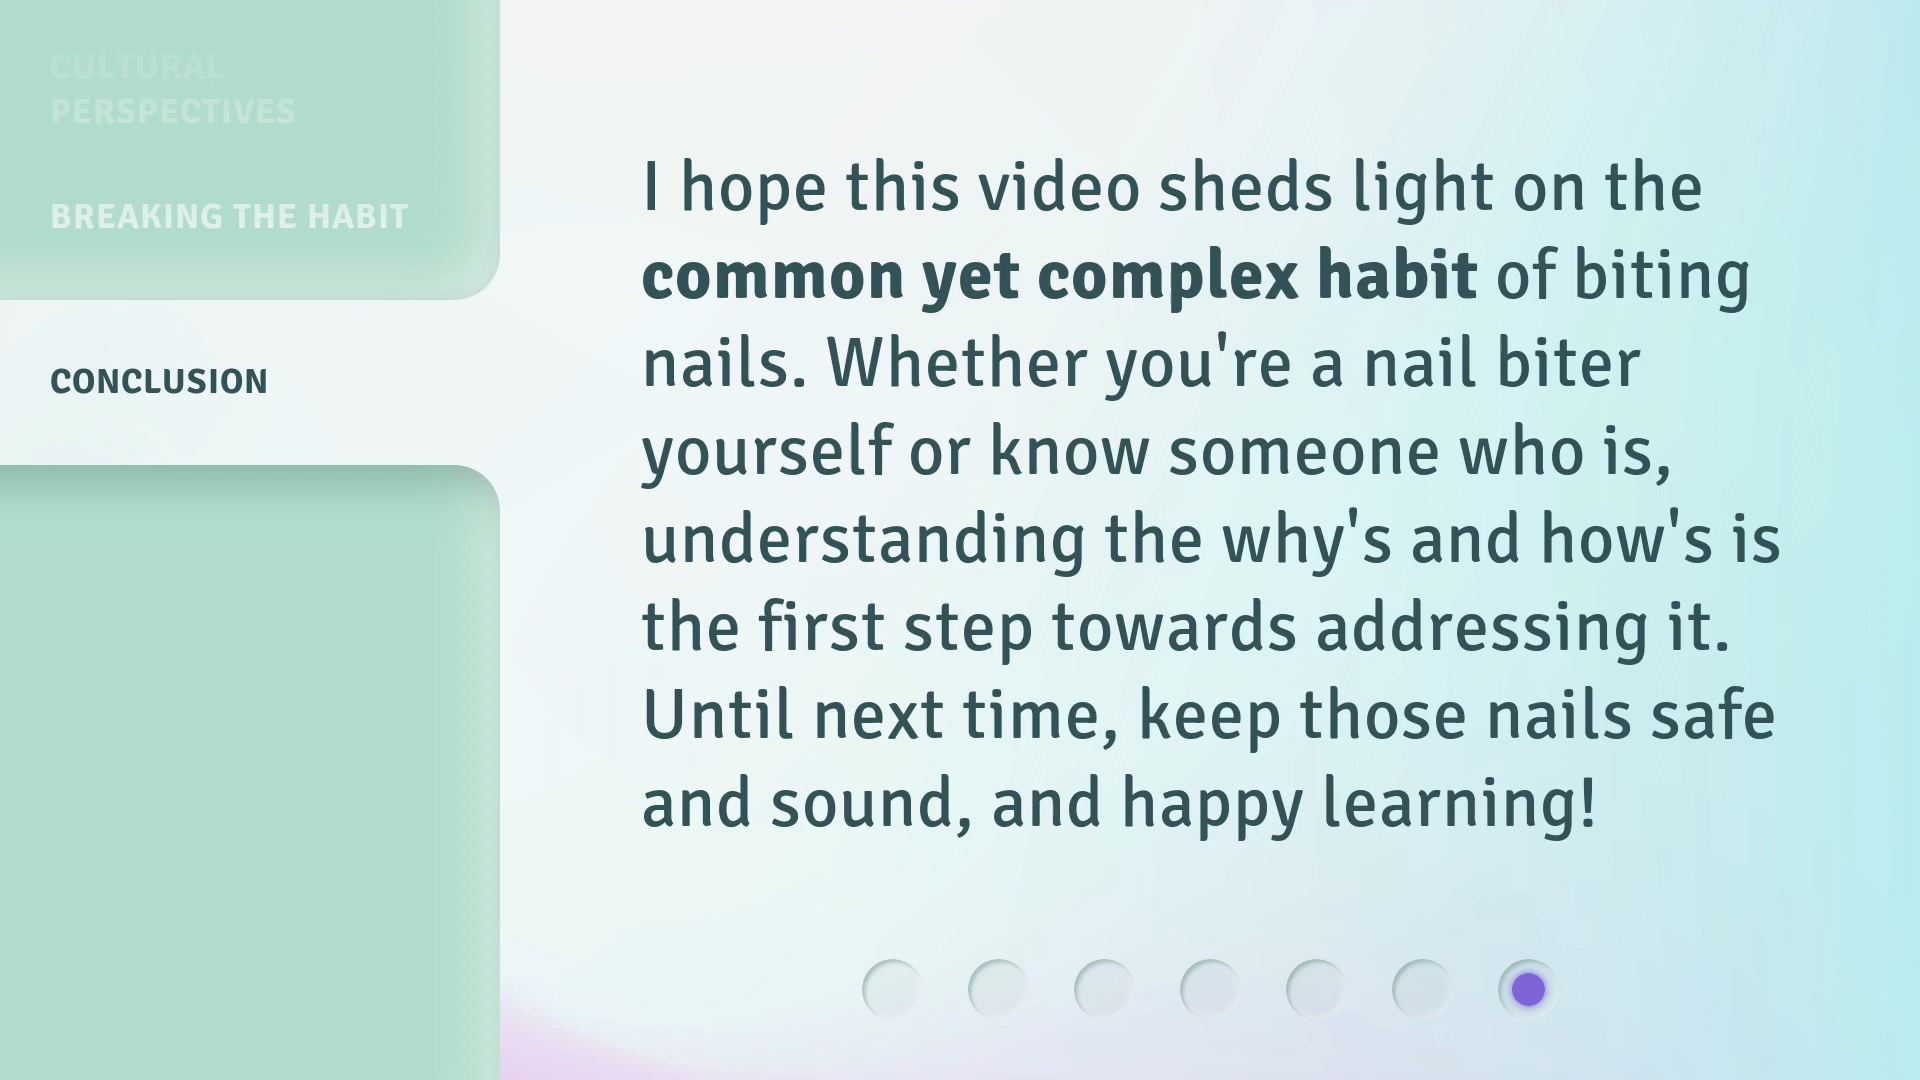 CULTURAL
PERSPECTIVES
BREAKING THE HABIT
CONCLUSION
I hope this video sheds light on the
common yet complex habit of biting
nails. Whether you're a nail biter
yourself or know someone who is,
understanding the why's and how's is
the first step towards addressing it.
Until next time, keep those nails safe
and sound, and happy learning!